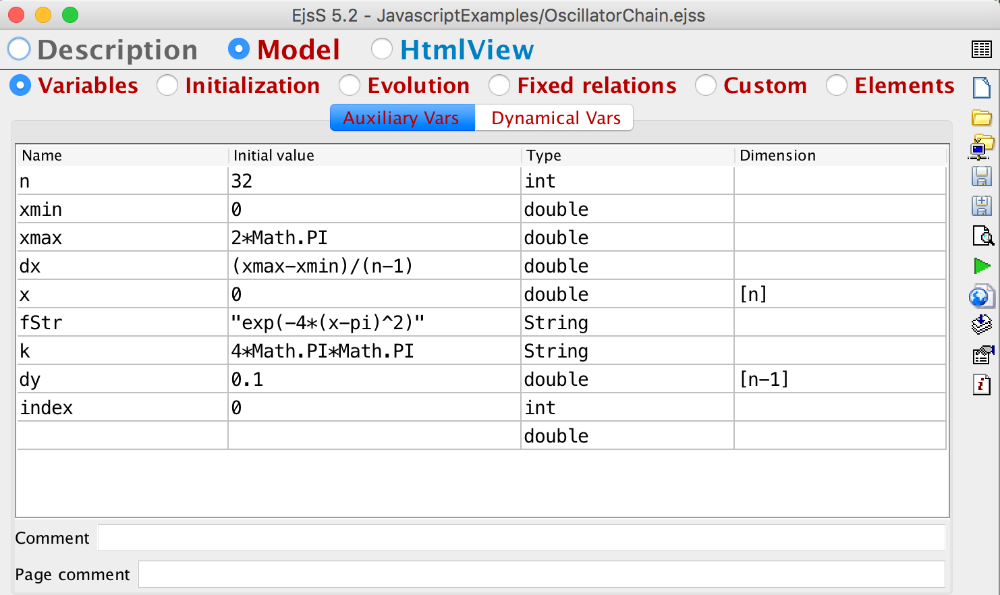 EjsS 5.2 - JavascriptExamples/OscillatorChain.ejss
Description Model HtmlView
Variables Initialization Evolution Fixed relations Custom Elements
Auxiliary Vars Dynamical Vars
Name Initial value Type Dimension
n 32 int
xmin 0 double
xmax 2*Math.PI double
dx (xmax-xmin)/(n-1) double
x 0 double [n]
fStr "exp(-4*(x-pi)^2)" String
k 4*Math.PI*Math.PI String
dy 0.1 double [n-1]
index 0 int
double
Comment
Page comment